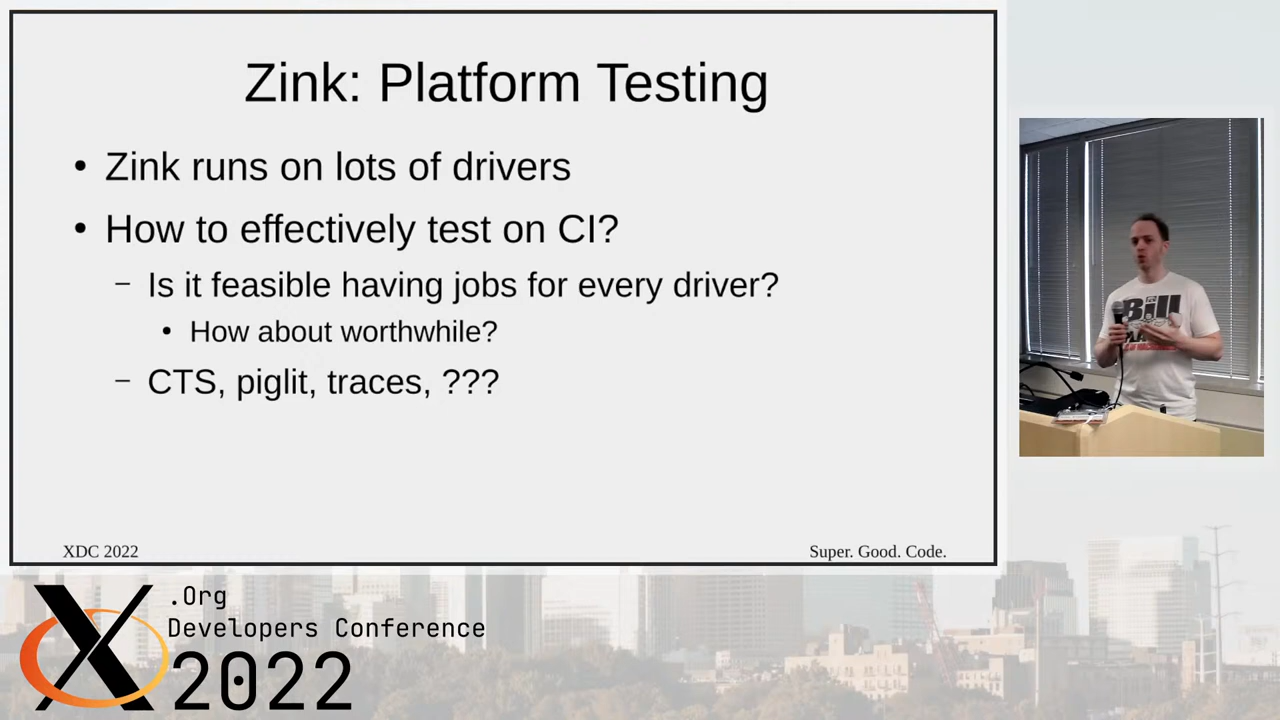 Zink: Platform Testing
• Zink runs on lots of drivers
• How to effectively test on CI?
– Is it feasible having jobs for every driver?
• How about worthwhile?
– CTS, piglit, traces, ???
XDC 2022
Super. Good. Code.
Bill
X
.Org
Developers Conference
2022